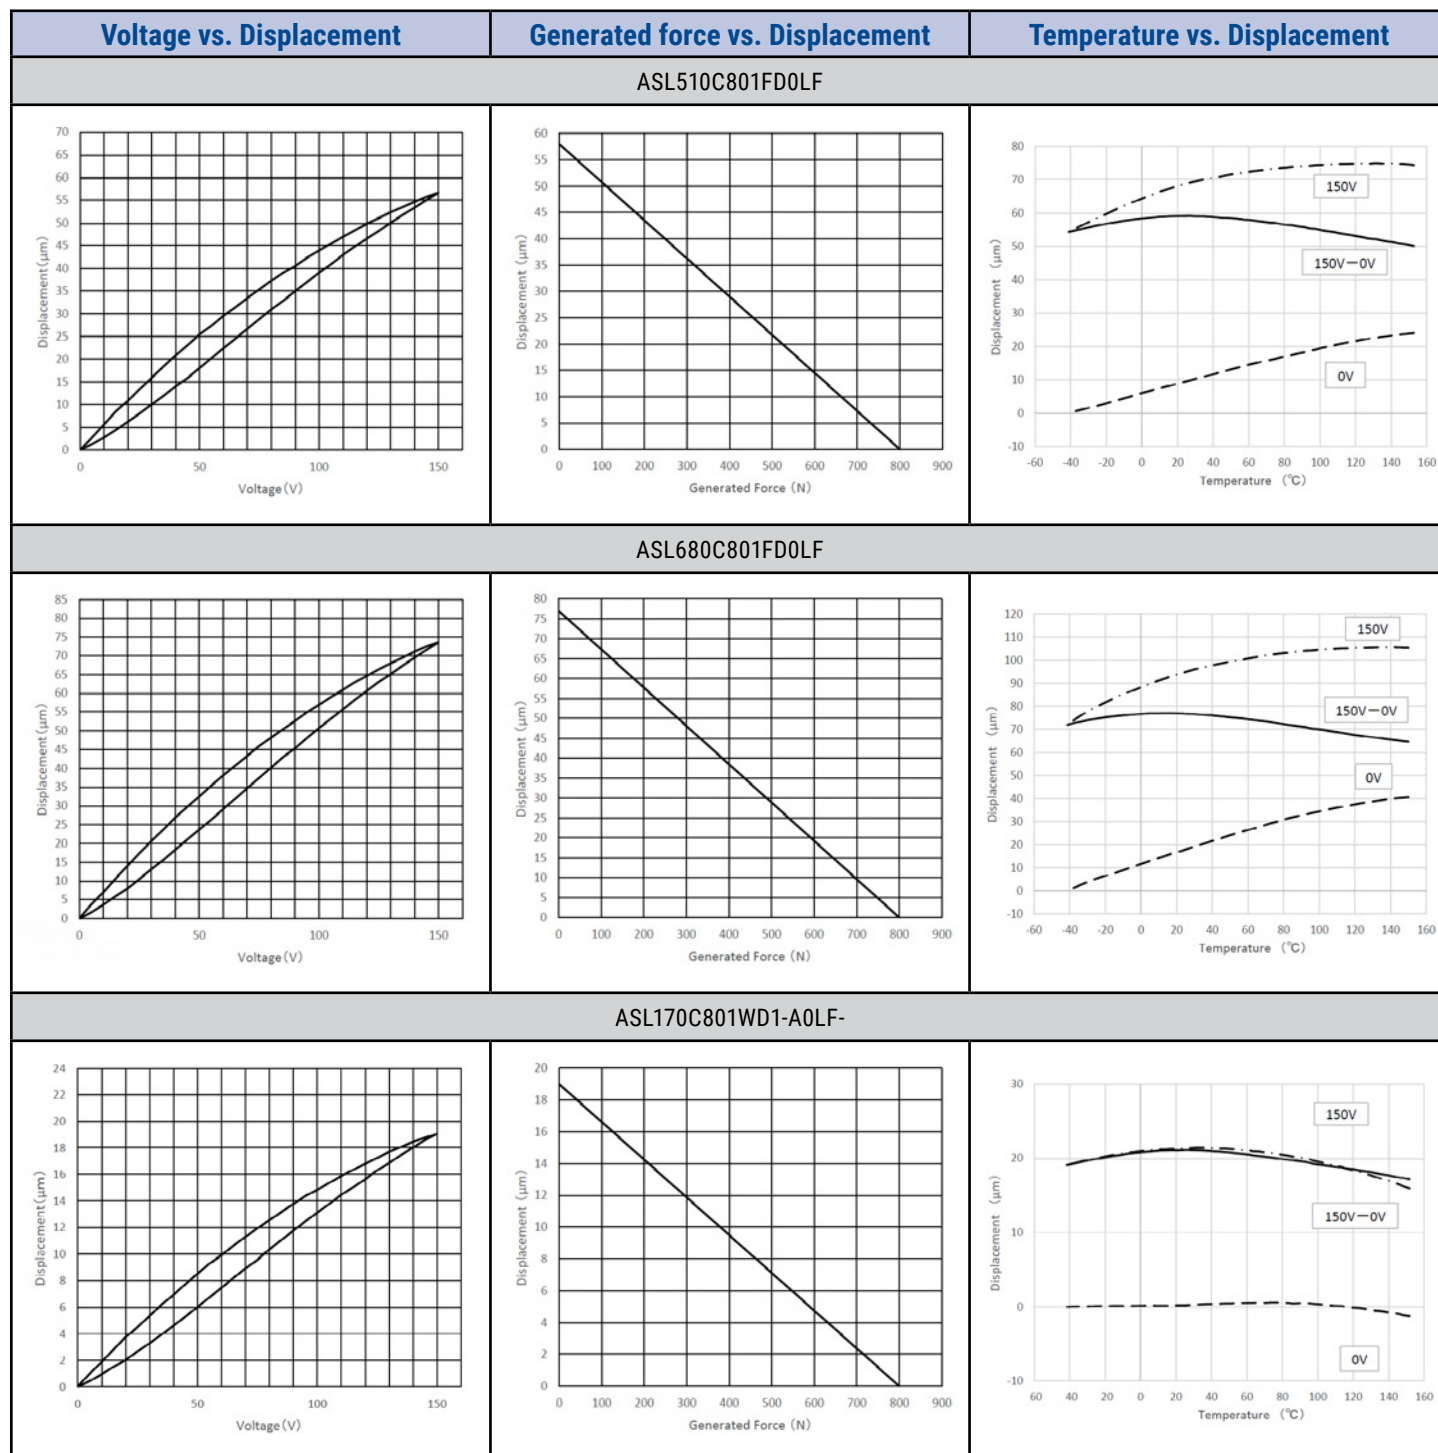 Voltage vs. Displacement Generated force vs. Displacement Temperature vs. Displacement
ASL510C801FD0LF
70
65
60
55
50
45
40
35
30
25
20
15
10
5
0
Displacement(μm)
0 50 100 150
Voltage(V)
60
55
50
45
40
35
30
25
20
15
10
5
0
Displacement (μm)
0 100 200 300 400 500 600 700 800 900
Generated Force (N)
80
70
60
50
40
30
20
10
0
-10
Displacement (μm)
150V
150V－0V
0V
-60 -40 -20 0 20 40 60 80 100 120 140 160
Temperature (℃)
ASL680C801FD0LF
85
80
75
70
65
60
55
50
45
40
35
30
25
20
15
10
5
0
Displacement(μm)
0 50 100 150
Voltage(V)
80
75
70
65
60
55
50
45
40
35
30
25
20
15
10
5
0
Displacement (μm)
0 100 200 300 400 500 600 700 800 900
Generated Force (N)
120
110
100
90
80
70
60
50
40
30
20
10
0
-10
Displacement (μm)
150V
150V－0V
0V
-60 -40 -20 0 20 40 60 80 100 120 140 160
Temperature (℃)
ASL170C801WD1-A0LF-
24
22
20
18
16
14
12
10
8
6
4
2
0
Displacement(μm)
0 50 100 150
Voltage(V)
20
18
16
14
12
10
8
6
4
2
0
Displacement (μm)
0 100 200 300 400 500 600 700 800 900
Generated Force (N)
30
20
10
0
-10
Displacement (μm)
150V
150V－0V
0V
60 40 20 0 20 40 60 80 100 120 140 160
Temperature (℃)